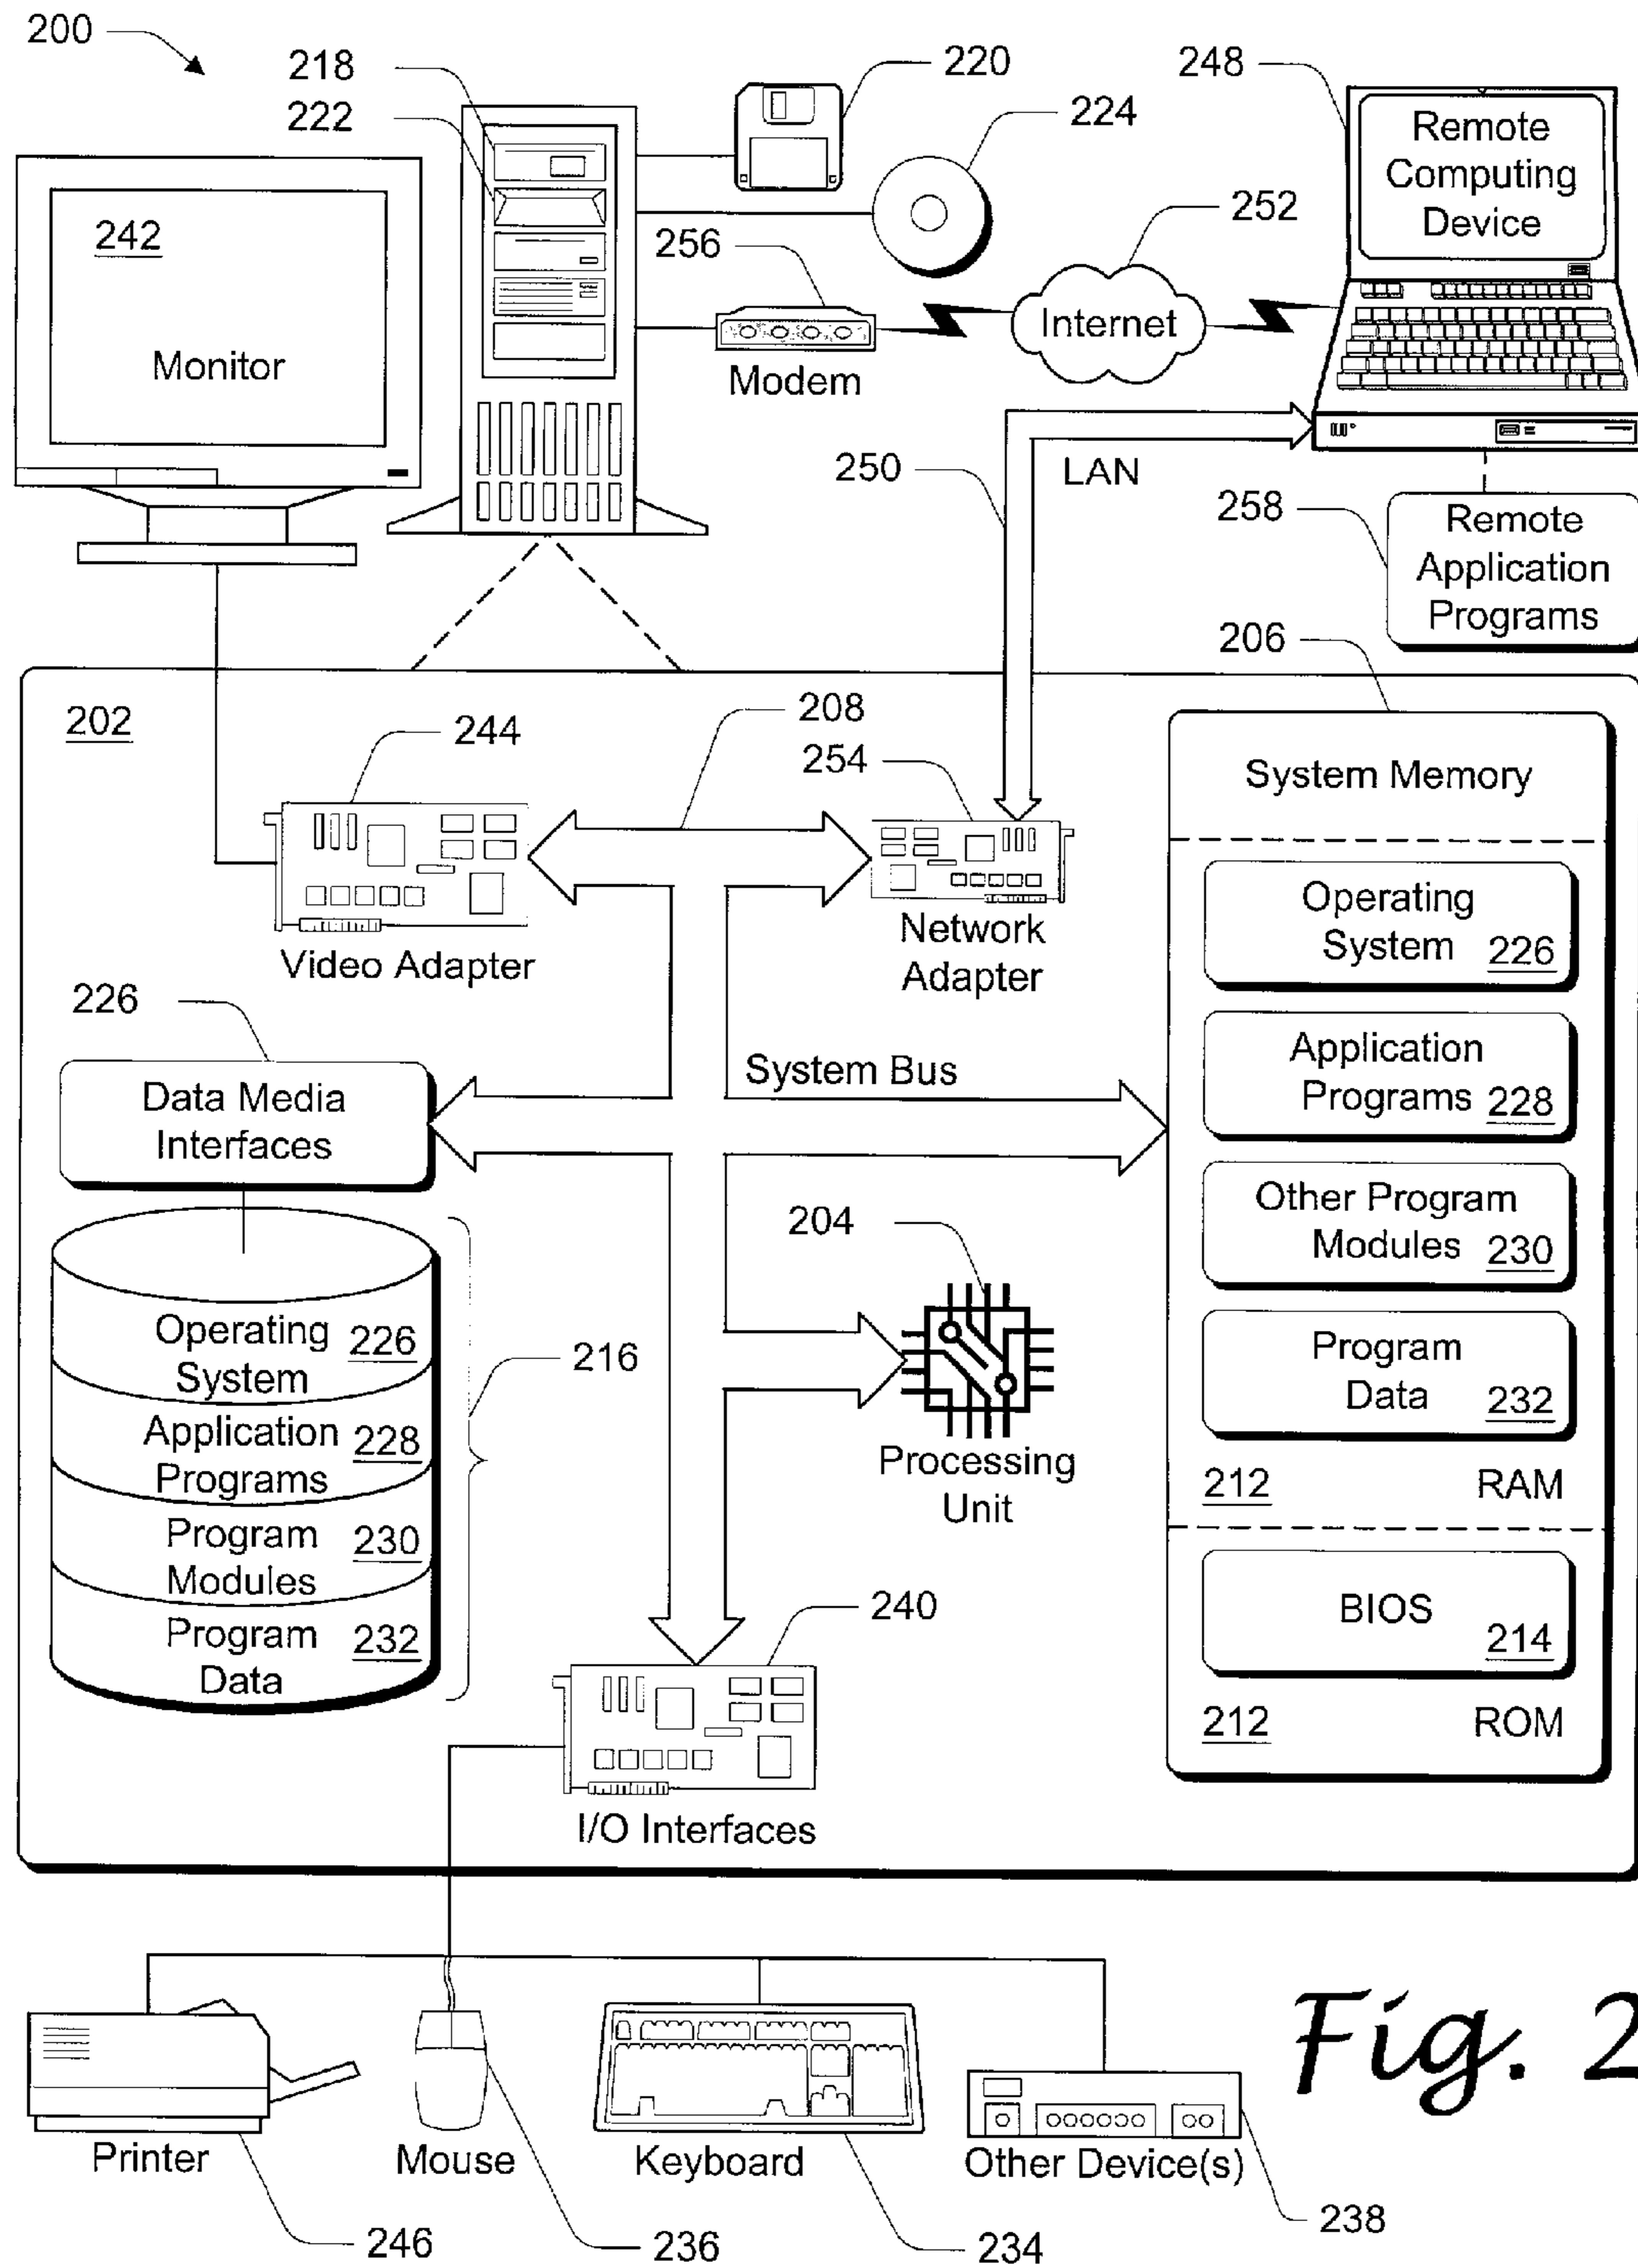 200
218
222
220
224
248
Remote
Computing
Device
242
Monitor
256
Modem
252
Internet
250
LAN
258
Remote
Application
Programs
206
202
244
Video Adapter
208
254
Network
Adapter
System Memory
Operating
System 226
Application
Programs 228
Other Program
Modules 230
Program
Data 232
212 RAM
BIOS
214
212 ROM
226
Data Media
Interfaces
System Bus
Operating 226
System
Application 228
Programs
Program 230
Modules
Program 232
Data
216
204
Processing
Unit
240
I/O Interfaces
Printer
246
Mouse
236
Keyboard
234
Other Device(s)
238
Fig. 2